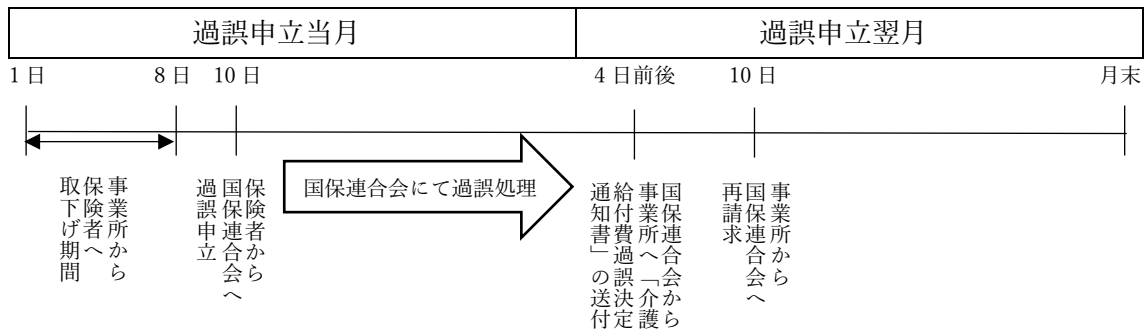 過誤申立当月
過誤申立翌月
1 日
8 日
10 日
4 日前後
10 日
月末
事業所から
保険者へ
取下げ期間
保険者から
国保連合会へ
過誤申立
国保連合会にて過誤処理
国保連合会から
事業所へ「介護
給付費過誤決定
通知書」の送付
事業所から
国保連合会へ
再請求